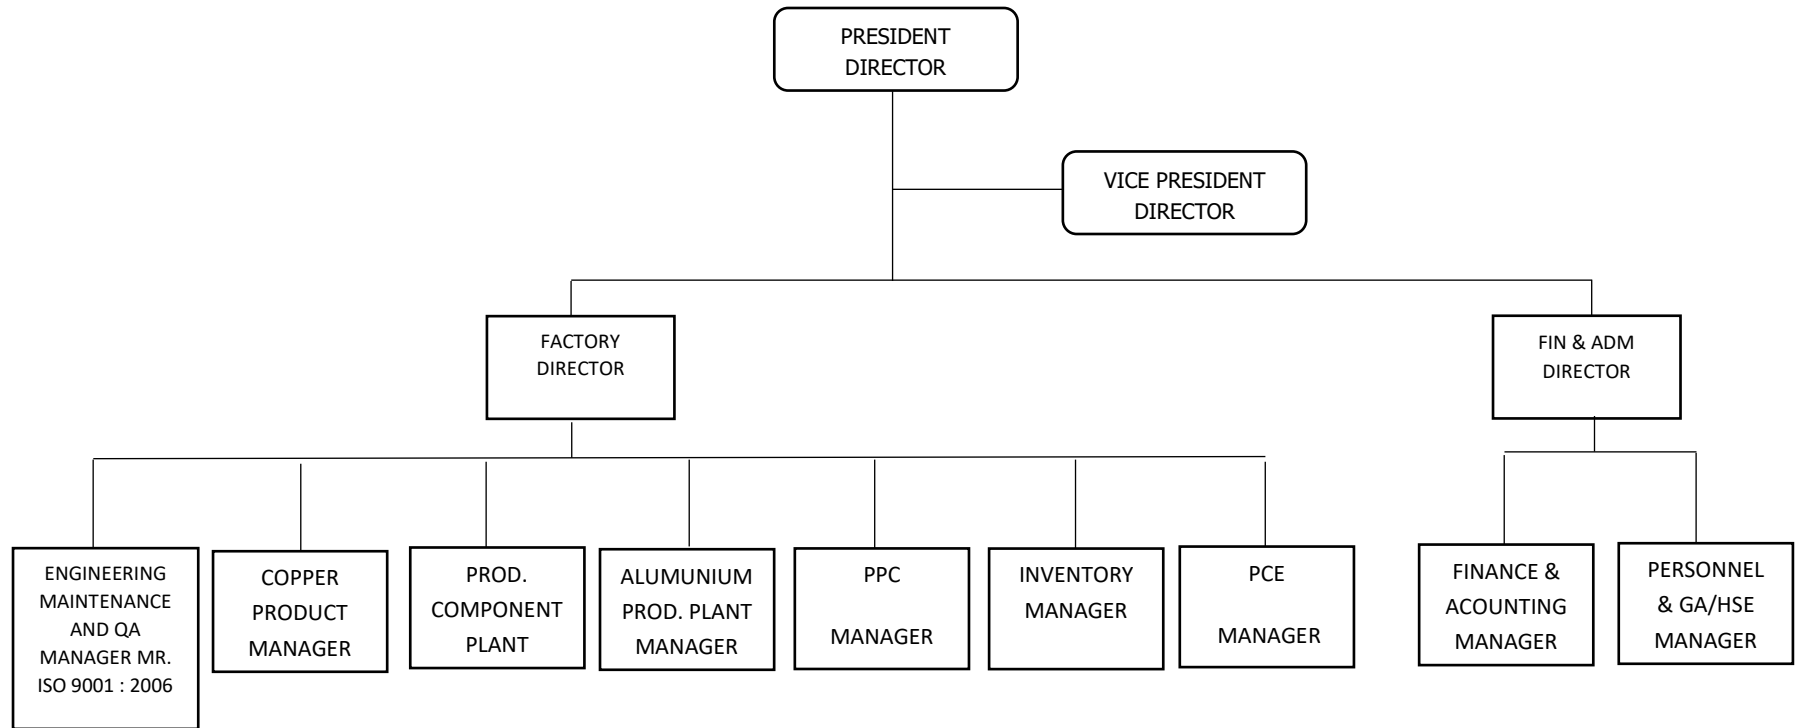 PRESIDENT
DIRECTOR
VICE PRESIDENT
DIRECTOR
FACTORY
DIRECTOR
FIN & ADM
DIRECTOR
ENGINEERING
MAINTENANCE
AND QA
MANAGER MR.
ISO 9001 : 2006
COPPER
PRODUCT
MANAGER
PROD.
COMPONENT
PLANT
ALUMUNIUM
PROD. PLANT
MANAGER
PPC
MANAGER
INVENTORY
MANAGER
PCE
MANAGER
FINANCE &
ACOUNTING
MANAGER
PERSONNEL
& GA/HSE
MANAGER